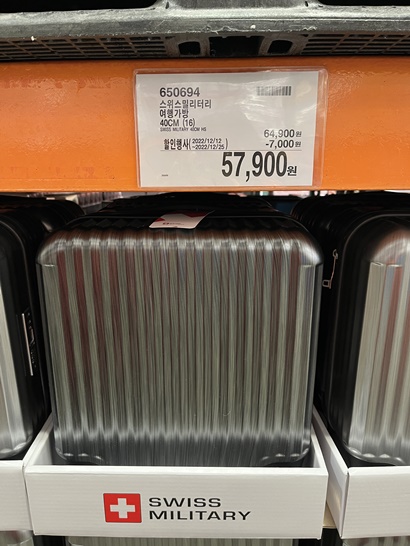 650694
스위스밀리터리
여행가방
40CM (16)
SWISS MILITARY 40CM HS
64,900원
할인행사(2022/12/12 ~2022/12/25) -7,000원
57,900원
SWISS
MILITARY